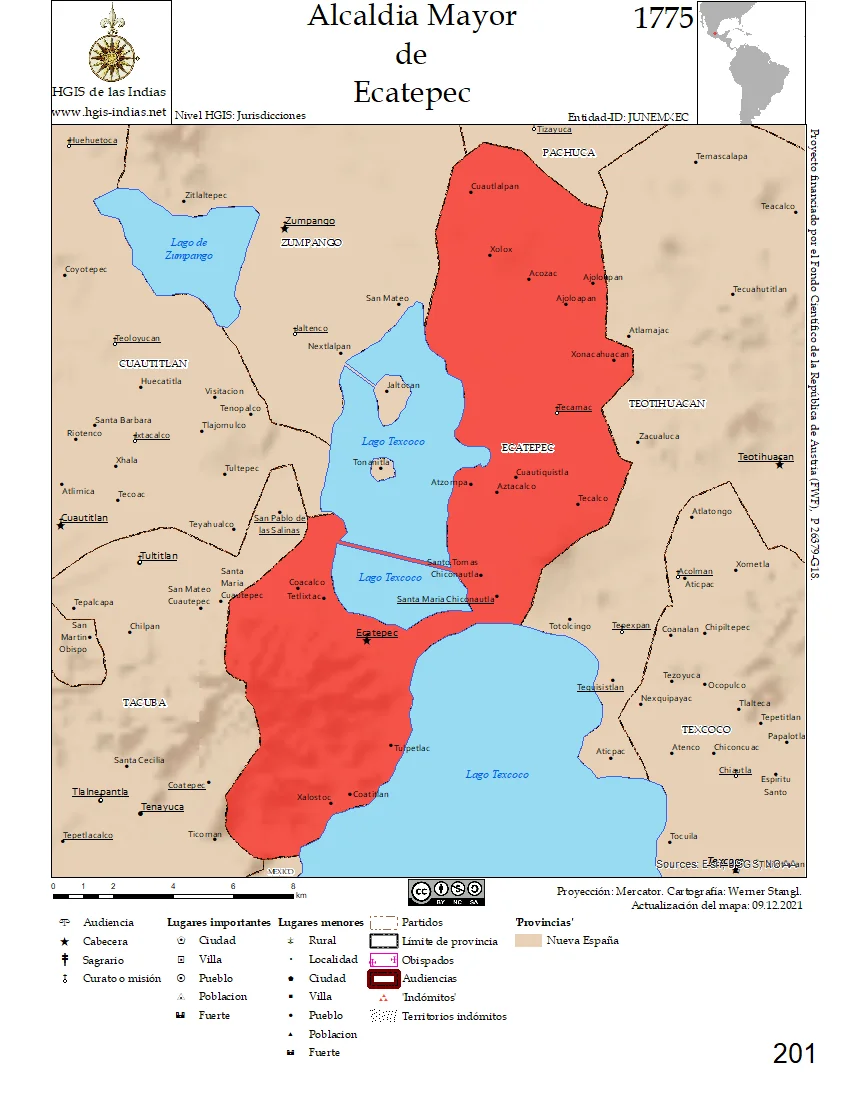 Alcaldia Mayor
de
Ecatepec
1775
HGIS de las Indias
www.hgis-indias.net
Nivel HGIS: Jurisdicciones
Entidad-ID: JUNEMXEC
Proyecto financiado por el Fondo Científico de la República de Austria (FWF), P 26379-G18.
Huehuetoca
Tizayuca
PACHUCA
Temascalapa
Cuautlalpan
Zitlaltepec
Teacalco
Zumpango
ZUMPANGO
Lago de
Zumpango
Xolox
Coyotepec
Acozac
Ajoloapan
Tecuahutitlan
San Mateo
Ajoloapan
Jaltenco
Atlamajac
Teoloyucan
Nextlalpan
Xonacahuacan
CUAUTITLAN
Huecatitla
Jaltocan
Visitacion
TEOTIHUACAN
Tenopalco
Tecamac
Santa Barbara
Tlajomulco
Riotenco
Ixtacalco
Lago Texcoco
Zacualuca
ECATEPEC
Xhala
Tonanitla
Teotihuacan
Tultepec
Cuautiquistla
Atzompa
Aztacalco
Atlimica
Tecoac
Tecalco
Cuautitlan
Teyahualco
San Pablo de
las Salinas
Atlatongo
Tultitlan
Santo Tomas
Chiconautla
Xometla
Santa
Maria
Cuautepec
Lago Texcoco
Acolman
Aticpac
Coacalco
San Mateo
Cuautepec
Tetlixtac
Santa Maria Chiconautla
Tepalcapa
San
Martin
Obispo
Chilpan
Ecatepec
Totolcingo
Tepexpan
Coanalan
Chipiltepec
Tequisistlan
Tezoyuca
Ocopulco
Nexquipayac
TACUBA
Tlalteca
Tepetitlan
TEXCOCO
Papalotla
Tulpetlac
Aticpac
Atenco
Chiconcuac
Santa Cecilia
Lago Texcoco
Chiautla
Espiritu
Santo
Coatepec
Tlalnepantla
Xalostoc
Coatitlan
Tenayuca
Tepetlacalco
Ticoman
Tocuila
MEXICO
0 1 2 4 6 8
km
CC BY NC SA
Proyección: Mercator. Cartografía: Werner Stangl.
Actualización del mapa: 09.12.2021
Audiencia
Cabecera
Sagrario
Curato o misión
Lugares importantes
Ciudad
Villa
Pueblo
Poblacion
Fuerte
Lugares menores
Rural
Localidad
Ciudad
Villa
Pueblo
Poblacion
Fuerte
Partidos
Límite de provincia
Obispados
Audiencias
'Indómitos'
Territorios indómitos
'Provincias'
Nueva España
201